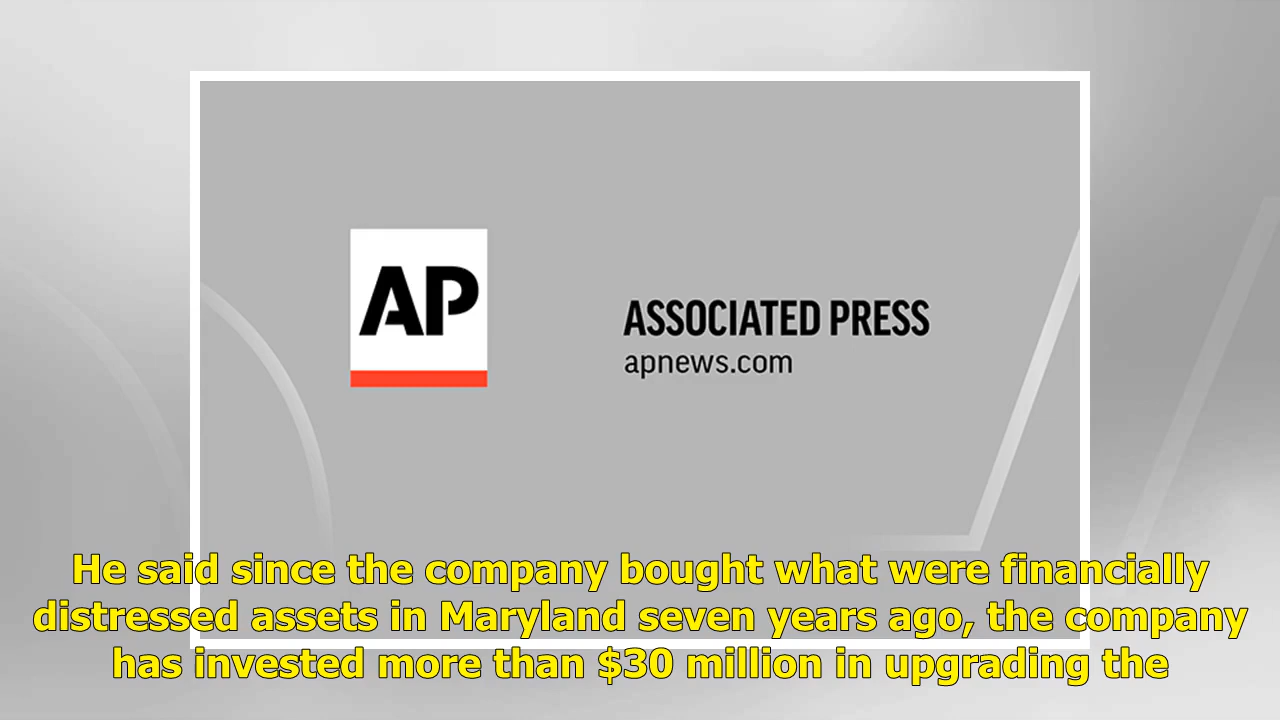 AP
ASSOCIATED PRESS
apnews.com
He said since the company bought what were financially
distressed assets in Maryland seven years ago, the company
has invested more than $30 million in upgrading the